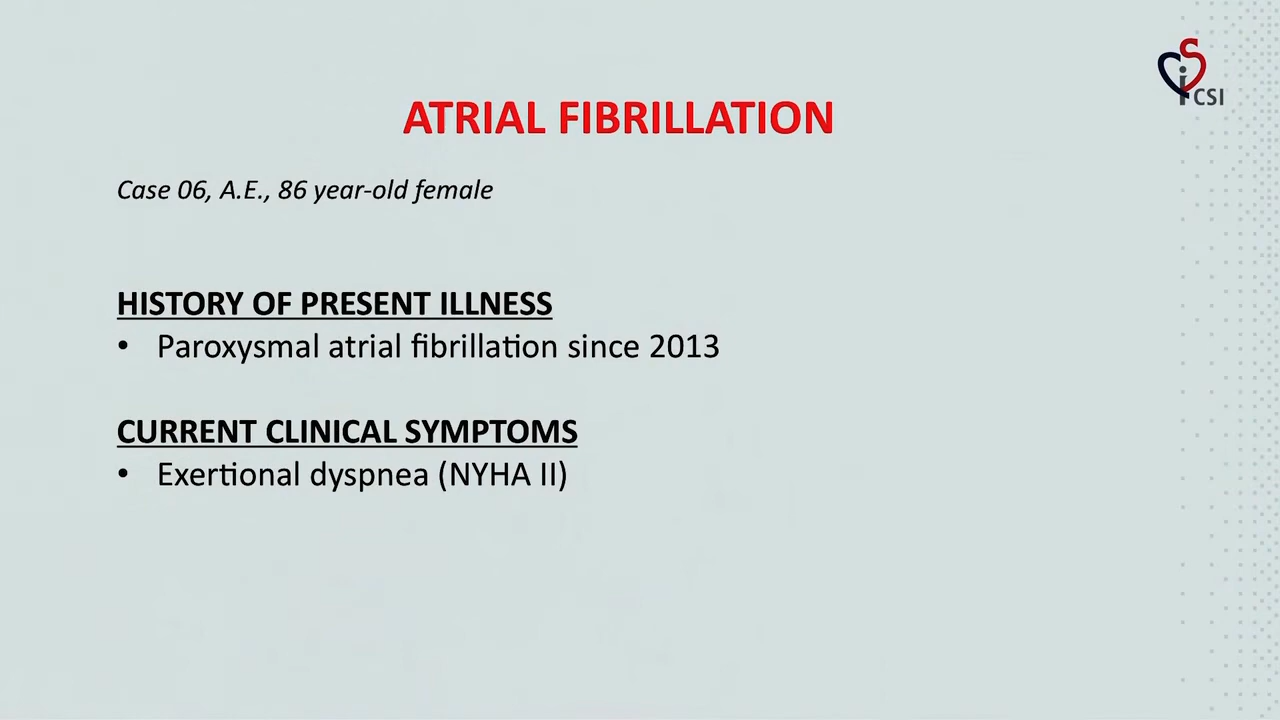 CSI
ATRIAL FIBRILLATION
Case 06, A.E., 86 year-old female
HISTORY OF PRESENT ILLNESS
• Paroxysmal atrial fibrillation since 2013
CURRENT CLINICAL SYMPTOMS
• Exertional dyspnea (NYHA II)